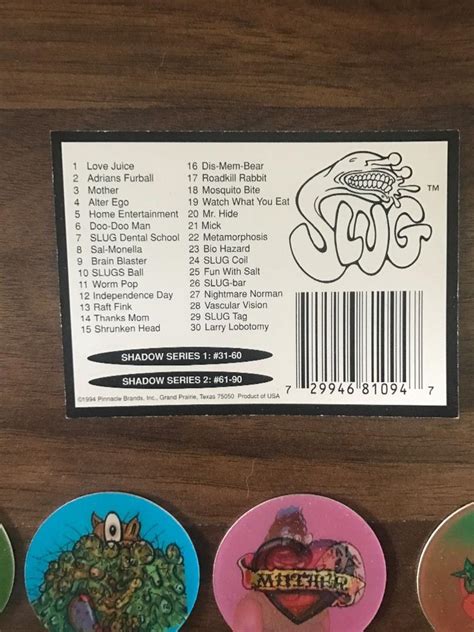 1 Love Juice
2 Adrians Furball
3 Mother
4 Alter Ego
5 Home Entertainment
6 Doo-Doo Man
7 SLUG Dental School
8 Sal-Monella
9 Brain Blaster
10 SLUGS Ball
11 Worm Pop
12 Independence Day
13 Raft Fink
14 Thanks Mom
15 Shrunken Head
16 Dis-Mem-Bear
17 Roadkill Rabbit
18 Mosquito Bite
19 Watch What You Eat
20 Mr. Hide
21 Mick
22 Metamorphosis
23 Bio Hazard
24 SLUG Coil
25 Fun With Salt
26 SLUG-bar
27 Nightmare Norman
28 Vascular Vision
29 SLUG Tag
30 Larry Lobotomy
SLUG
TM
SHADOW SERIES 1: #31-60
SHADOW SERIES 2: #61-90
©1994 Pinnacle Brands, Inc., Grand Prairie, Texas 75050 Product of USA
7 29946 81094 7
MOTHER